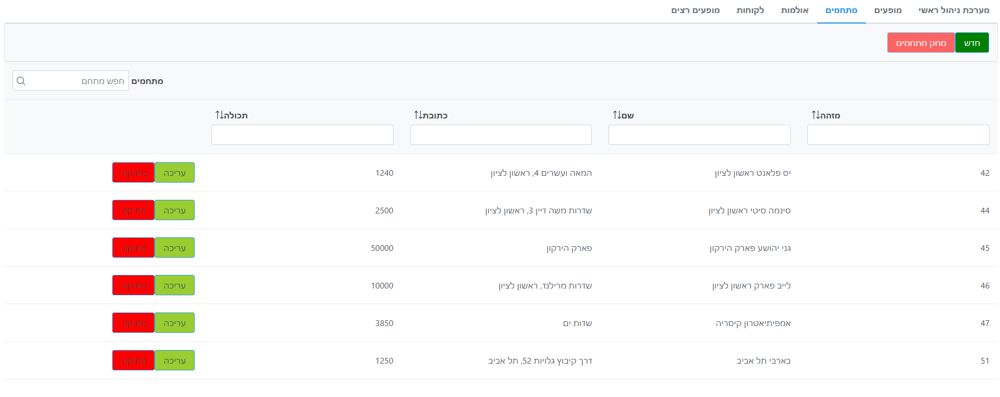 מערכת ניהול ראשי מופעים מתחמים אולמות לקוחות מופעים רצים
חדש מחק מתחמים
מתחמים חפש מתחם
מזהה שם כתובת תכולה
42 יס פלאנט ראשון לציון המאה ועשרים 4, ראשון לציון 1240 עריכה מחיקה
44 סינמה סיטי ראשון לציון שדרות משה דיין 3, ראשון לציון 2500 עריכה מחיקה
45 גני יהושע פארק הירקון פארק הירקון 50000 עריכה מחיקה
46 לייב פארק ראשון לציון שדרות מרילנד, ראשון לציון 10000 עריכה מחיקה
47 אמפיתיאטרון קיסריה שדות ים 3850 עריכה מחיקה
51 בארבי תל אביב דרך קיבוץ גלויות 52, תל אביב 1250 עריכה מחיקה